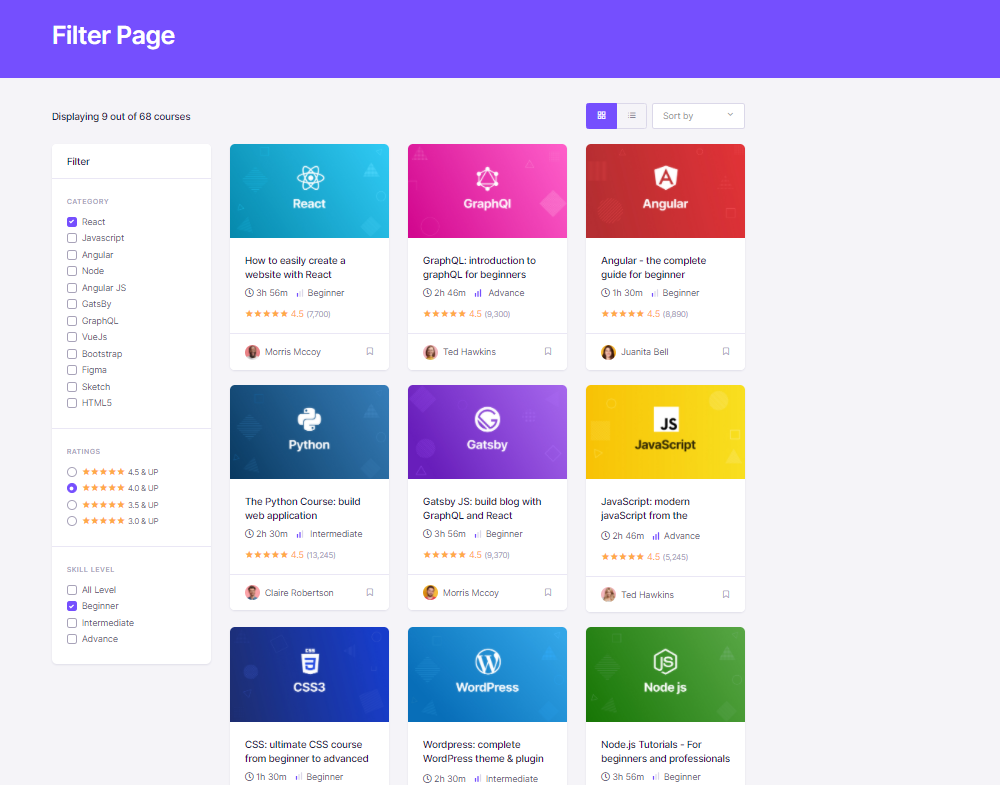 Filter Page
Displaying 9 out of 68 courses
Sort by
Filter
CATEGORY
React
Javascript
Angular
Node
Angular JS
GatsBy
GraphQL
VueJs
Bootstrap
Figma
Sketch
HTML5
RATINGS
4.5 & UP
4.0 & UP
3.5 & UP
3.0 & UP
SKILL LEVEL
All Level
Beginner
Intermediate
Advance
React
How to easily create a
website with React
3h 56m Beginner
4.5 (7,700)
Morris Mccoy
GraphQl
GraphQL: introduction to
graphQL for beginners
2h 46m Advance
4.5 (9,300)
Ted Hawkins
Angular
Angular - the complete
guide for beginner
1h 30m Beginner
4.5 (8,890)
Juanita Bell
Python
The Python Course: build
web application
2h 30m Intermediate
4.5 (13,245)
Claire Robertson
Gatsby
Gatsby JS: build blog with
GraphQL and React
3h 56m Beginner
4.5 (9,370)
Morris Mccoy
JS
JavaScript
JavaScript: modern
javaScript from the
2h 46m Advance
4.5 (5,245)
Ted Hawkins
CSS
3
CSS3
CSS: ultimate CSS course
from beginner to advanced
1h 30m Beginner
WordPress
Wordpress: complete
WordPress theme & plugin
2h 30m Intermediate
JS
Node js
Node.js Tutorials - For
beginners and professionals
3h 56m Beginner